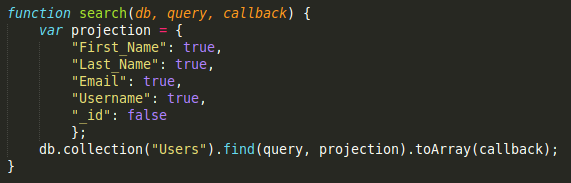 function search(db, query, callback) {
    var projection = {
        "First_Name": true,
        "Last_Name": true,
        "Email": true,
        "Username": true,
        "_id": false
        };
    db.collection("Users").find(query, projection).toArray(callback);
}